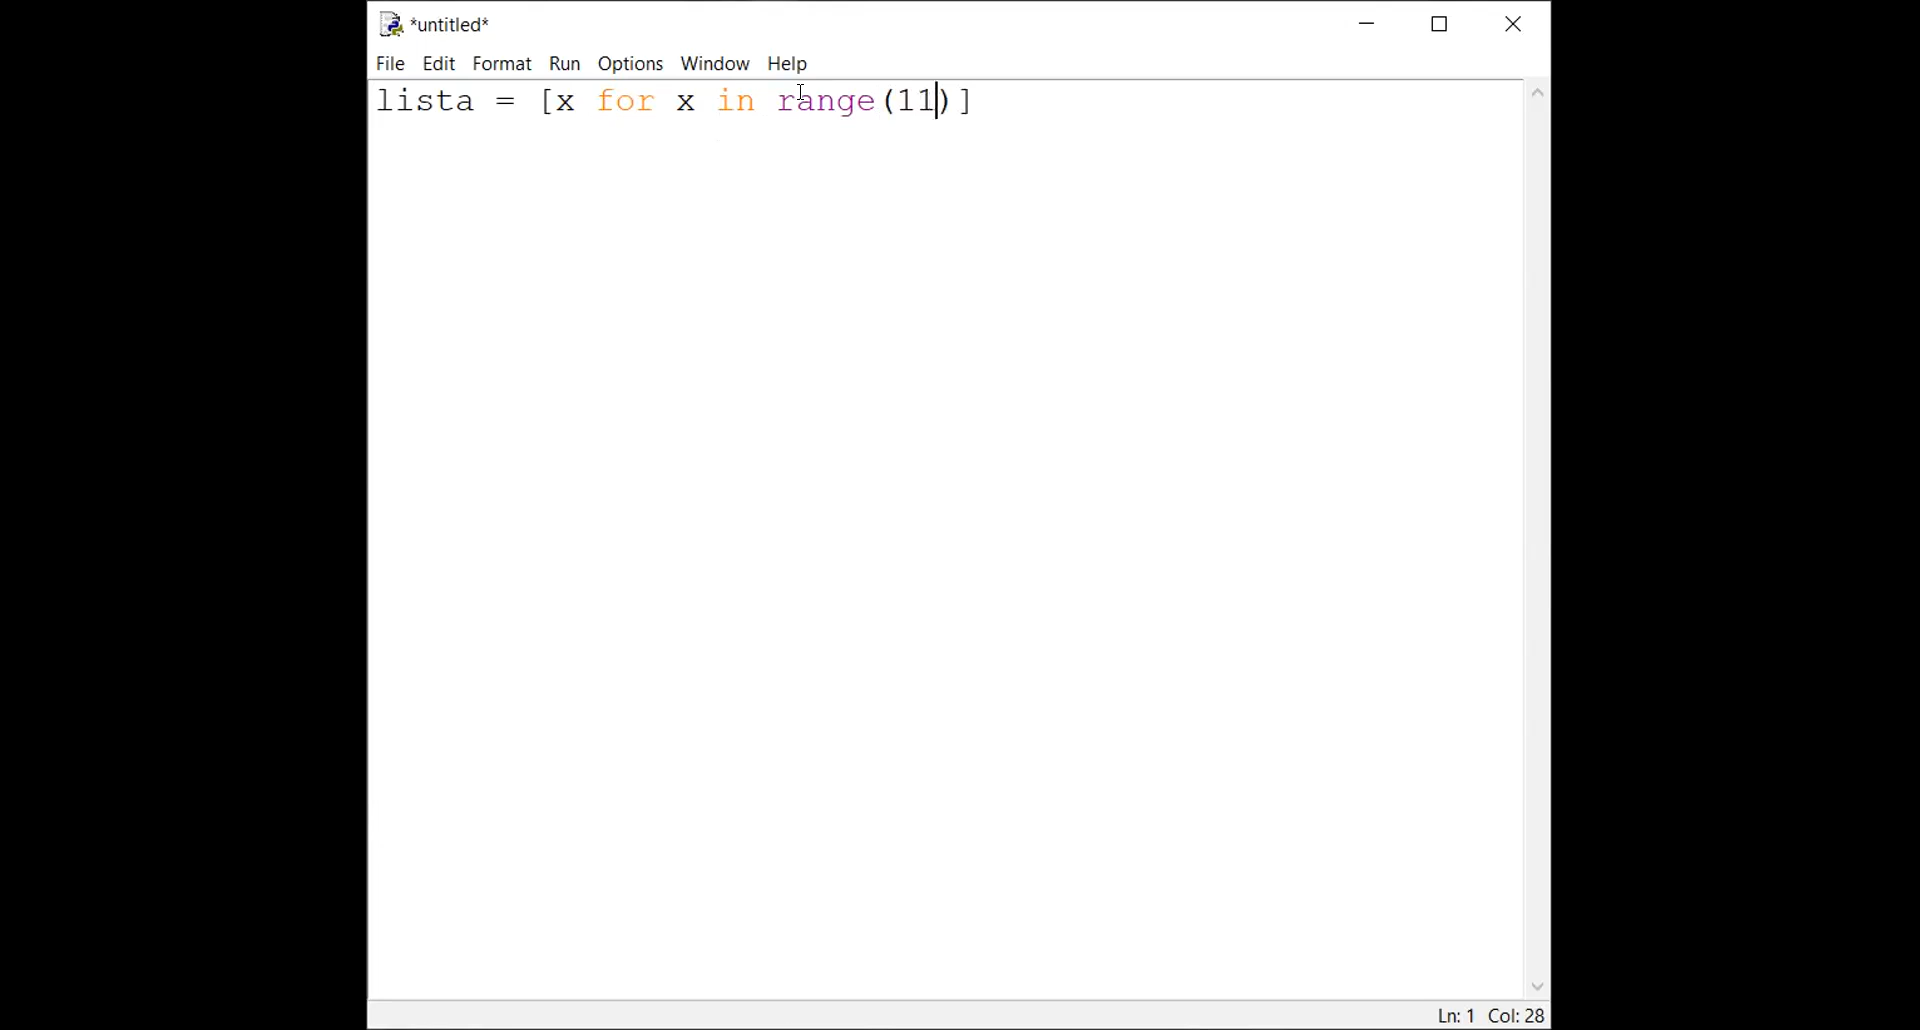 *untitled*
File Edit Format Run Options Window Help
lista = [x for x in range(11)]
Ln: 1 Col: 28